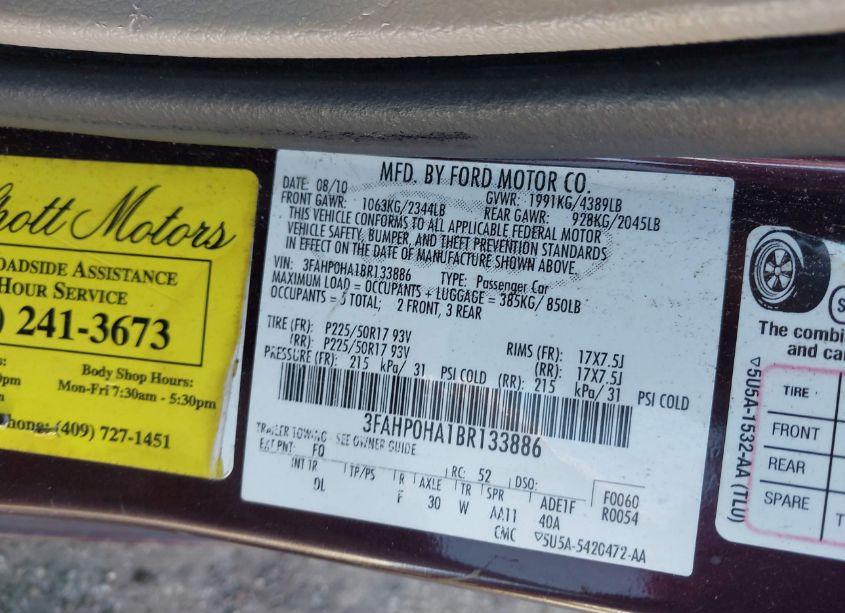 Motors
ROADSIDE ASSISTANCE
HOUR SERVICE
) 241-3673
Body Shop Hours:
Mon-Fri 7:30am - 5:30pm
Phone: (409) 727-1451
MFD. BY FORD MOTOR CO.
DATE: 08/10 GVWR: 1991KG/4389LB
FRONT GAWR: 1063KG/2344LB REAR GAWR: 928KG/2045LB
THIS VEHICLE CONFORMS TO ALL APPLICABLE FEDERAL MOTOR
VEHICLE SAFETY, BUMPER, AND THEFT PREVENTION STANDARDS
IN EFFECT ON THE DATE OF MANUFACTURE SHOWN ABOVE.
VIN: 3FAHP0HA1BR133886 TYPE: Passenger Car
MAXIMUM LOAD = OCCUPANTS + LUGGAGE = 385KG/ 850LB
OCCUPANTS = 5 TOTAL; 2 FRONT, 3 REAR
TIRE (FR): P225/50R17 93V RIMS (FR): 17X7.5J
(RR): P225/50R17 93V (RR): 17X7.5J
PRESSURE (FR): 215 kPa/ 31 PSI COLD (RR): 215 kPa/ 31 PSI COLD
3FAHP0HA1BR133886
TRAILER TOWING - SEE OWNER GUIDE
EXT PNT: FQ RC: 52 DSO:
INT TR TP/PS R AXLE TR SPR ADE1F F0060
DL F 30 W AA11 40A R0054
CMC 5U5A-5420472-AA
The combi
and ca
TIRE
FRONT
REAR
SPARE
5U5A-1532-AA (TLU)